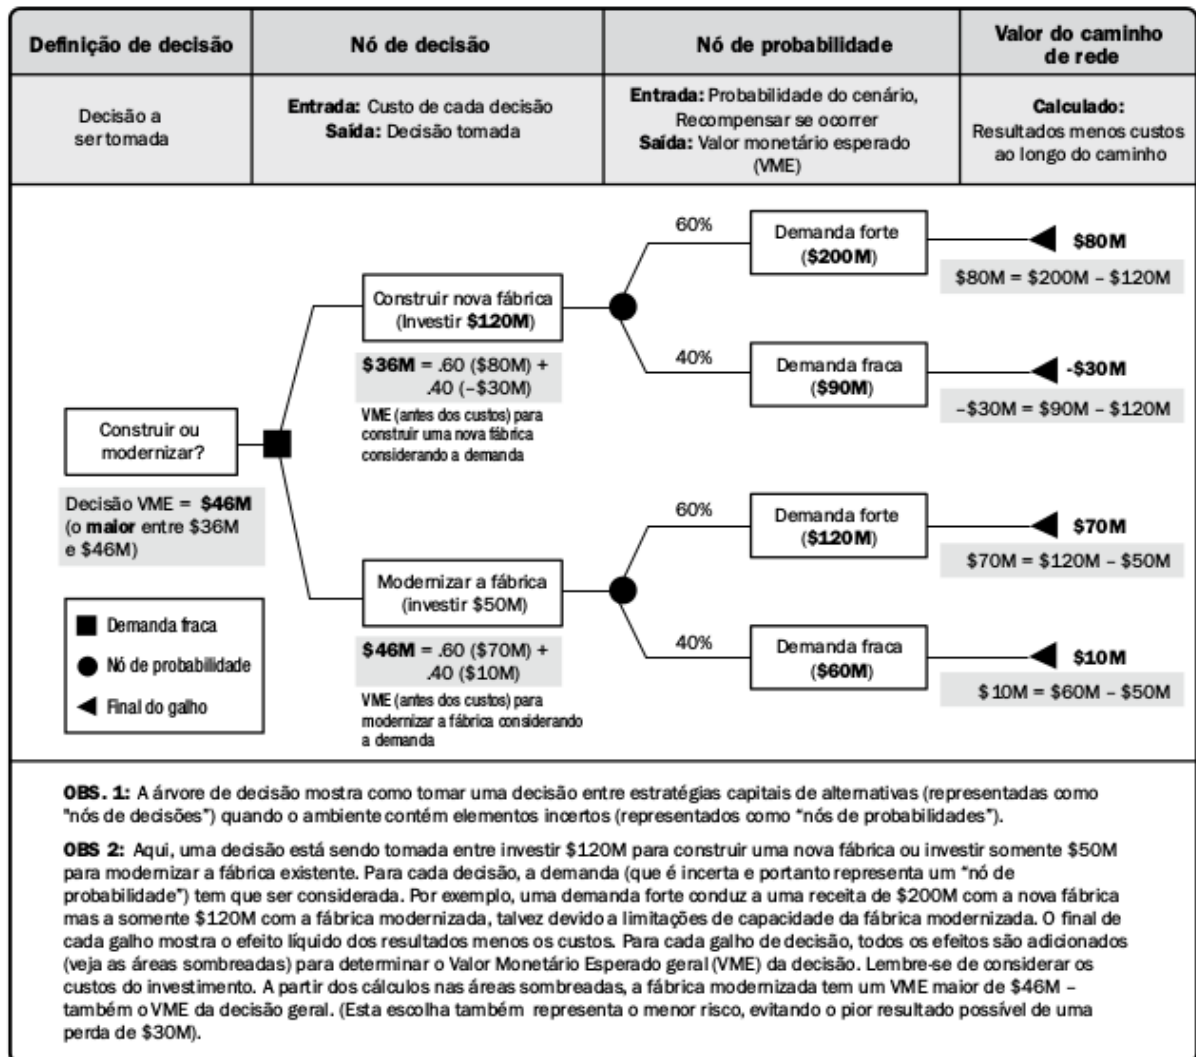 Definição de decisão
Nó de decisão
Nó de probabilidade
Valor do caminho
de rede
Decisão a
ser tomada
Entrada: Custo de cada decisão
Saída: Decisão tomada
Entrada: Probabilidade do cenário,
Recompensar se ocorrer
Saída: Valor monetário esperado
(VME)
Calculado:
Resultados menos custos
ao longo do caminho
Construir ou
modernizar?
Decisão VME = $46M
(o maior entre $36M
e $46M)
Construir nova fábrica
(Investir $120M)
$36M = .60 ($80M) +
.40 (–$30M)
VME (antes dos custos) para
construir uma nova fábrica
considerando a demanda
60%
Demanda forte
($200M)
$80M
$80M = $200M – $120M
40%
Demanda fraca
($90M)
-$30M
–$30M = $90M – $120M
Modernizar a fábrica
(investir $50M)
$46M = .60 ($70M) +
.40 ($10M)
VME (antes dos custos) para
modernizar a fábrica considerando
a demanda
60%
Demanda forte
($120M)
$70M
$70M = $120M – $50M
40%
Demanda fraca
($60M)
$10M
$10M = $60M – $50M
Demanda fraca
Nó de probabilidade
Final do galho
OBS. 1: A árvore de decisão mostra como tomar uma decisão entre estratégias capitais de alternativas (representadas como
"nós de decisões") quando o ambiente contém elementos incertos (representados como “nós de probabilidades”).
OBS 2: Aqui, uma decisão está sendo tomada entre investir $120M para construir uma nova fábrica ou investir somente $50M
para modernizar a fábrica existente. Para cada decisão, a demanda (que é incerta e portanto representa um “nó de
probabilidade”) tem que ser considerada. Por exemplo, uma demanda forte conduz a uma receita de $200M com a nova fábrica
mas a somente $120M com a fábrica modernizada, talvez devido a limitações de capacidade da fábrica modernizada. O final de
cada galho mostra o efeito líquido dos resultados menos os custos. Para cada galho de decisão, todos os efeitos são adicionados
(veja as áreas sombreadas) para determinar o Valor Monetário Esperado geral (VME) da decisão. Lembre-se de considerar os
custos do investimento. A partir dos cálculos nas áreas sombreadas, a fábrica modernizada tem um VME maior de $46M –
também o VME da decisão geral. (Esta escolha também representa o menor risco, evitando o pior resultado possível de uma
perda de $30M).